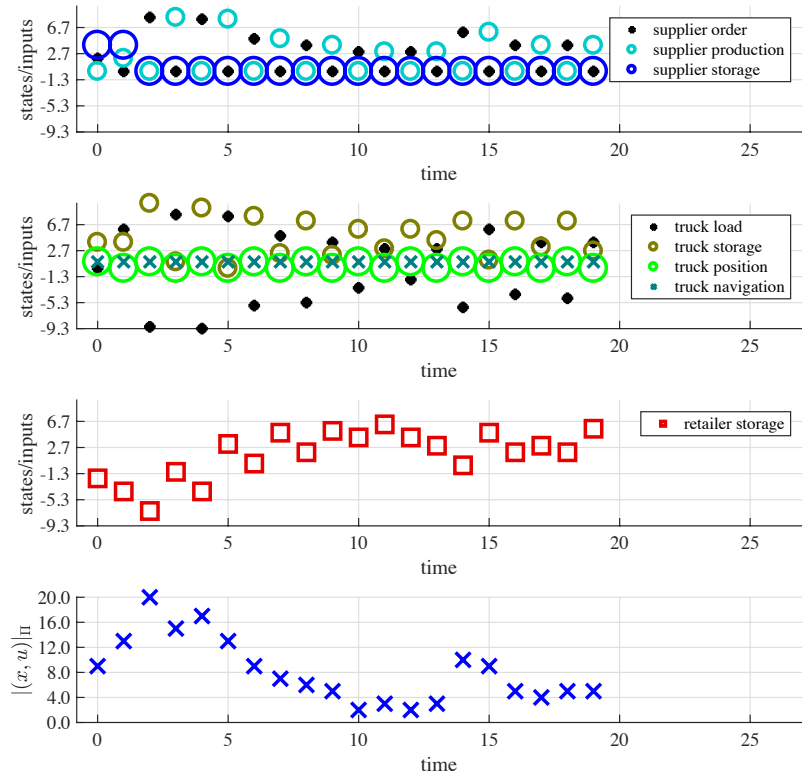 6.7
2.7
-1.3
-5.3
-9.3
states/inputs
supplier order
supplier production
supplier storage
0 5 10 15 20 25
time
6.7
2.7
-1.3
-5.3
-9.3
states/inputs
truck load
truck storage
truck position
truck navigation
0 5 10 15 20 25
time
6.7
2.7
-1.3
-5.3
-9.3
states/inputs
retailer storage
0 5 10 15 20 25
time
20.0
16.0
12.0
8.0
4.0
0.0
|(x, u)|Π
0 5 10 15 20 25
time